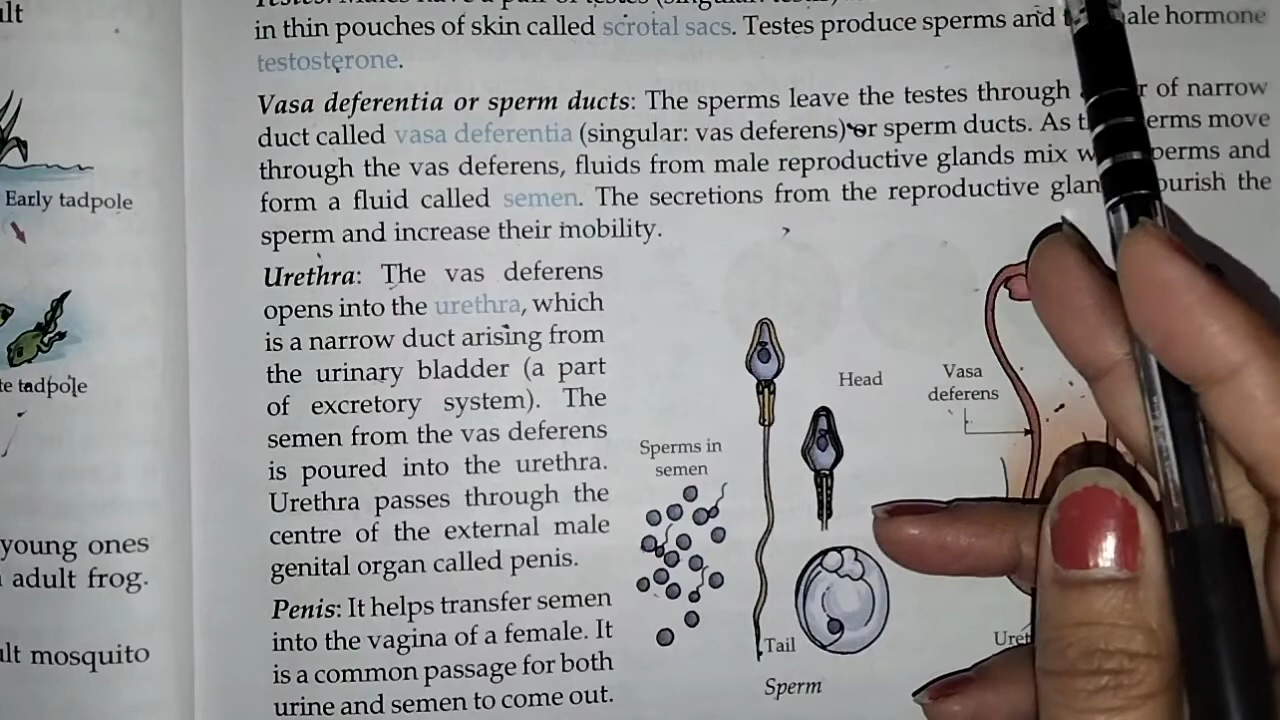 ult
Early tadpole
te tadpole
young ones
adult frog.
ult mosquito
in thin pouches of skin called scrotal sacs. Testes produce sperms and ale hormone
testosterone.
Vasa deferentia or sperm ducts: The sperms leave the testes through r of narrow
duct called vasa deferentia (singular: vas deferens) or sperm ducts. As t erms move
through the vas deferens, fluids from male reproductive glands mix w perms and
form a fluid called semen. The secretions from the reproductive glan ourish the
sperm and increase their mobility.
Urethra: The vas deferens
opens into the urethra, which
is a narrow duct arising from
the urinary bladder (a part
of excretory system). The
semen from the vas deferens
is poured into the urethra.
Urethra passes through the
centre of the external male
genital organ called penis.
Penis: It helps transfer semen
into the vagina of a female. It
is a common passage for both
urine and semen to come out.
Sperms in
semen
Head
Tail
Sperm
Vasa
deferens
Uret